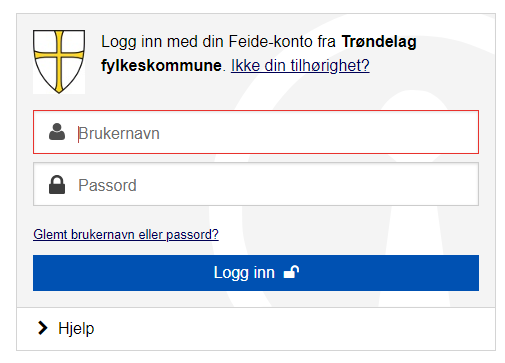 Logg inn med din Feide-konto fra Trøndelag
fylkeskommune. Ikke din tilhørighet?
Brukernavn
Passord
Glemt brukernavn eller passord?
Logg inn
Hjelp